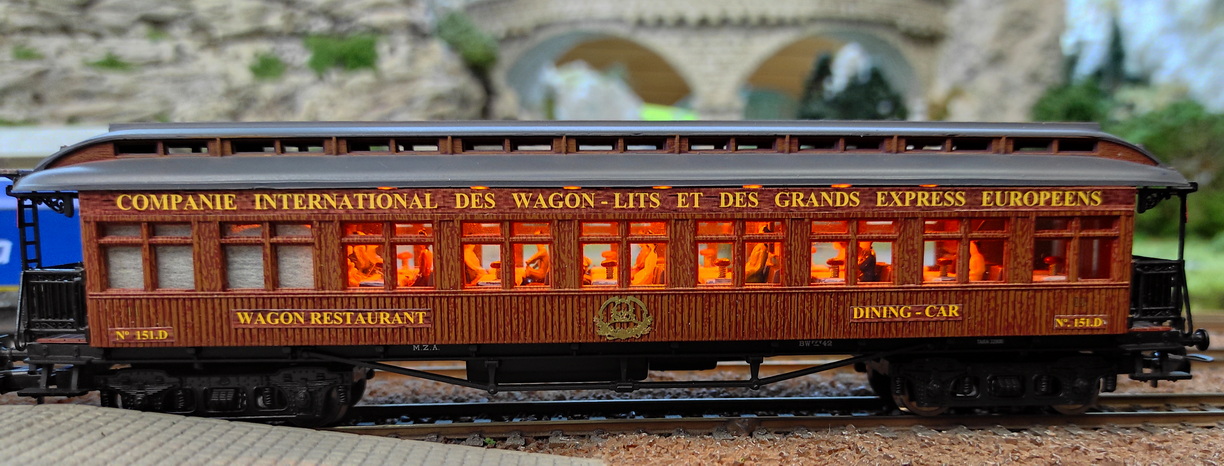 COMPANIE INTERNATIONAL DES WAGON-LITS ET DES GRANDS EXPRESS EUROPEENS
WAGON RESTAURANT
DINING-CAR
Nº 151.D
Nº. 151.D
M.Z.A.